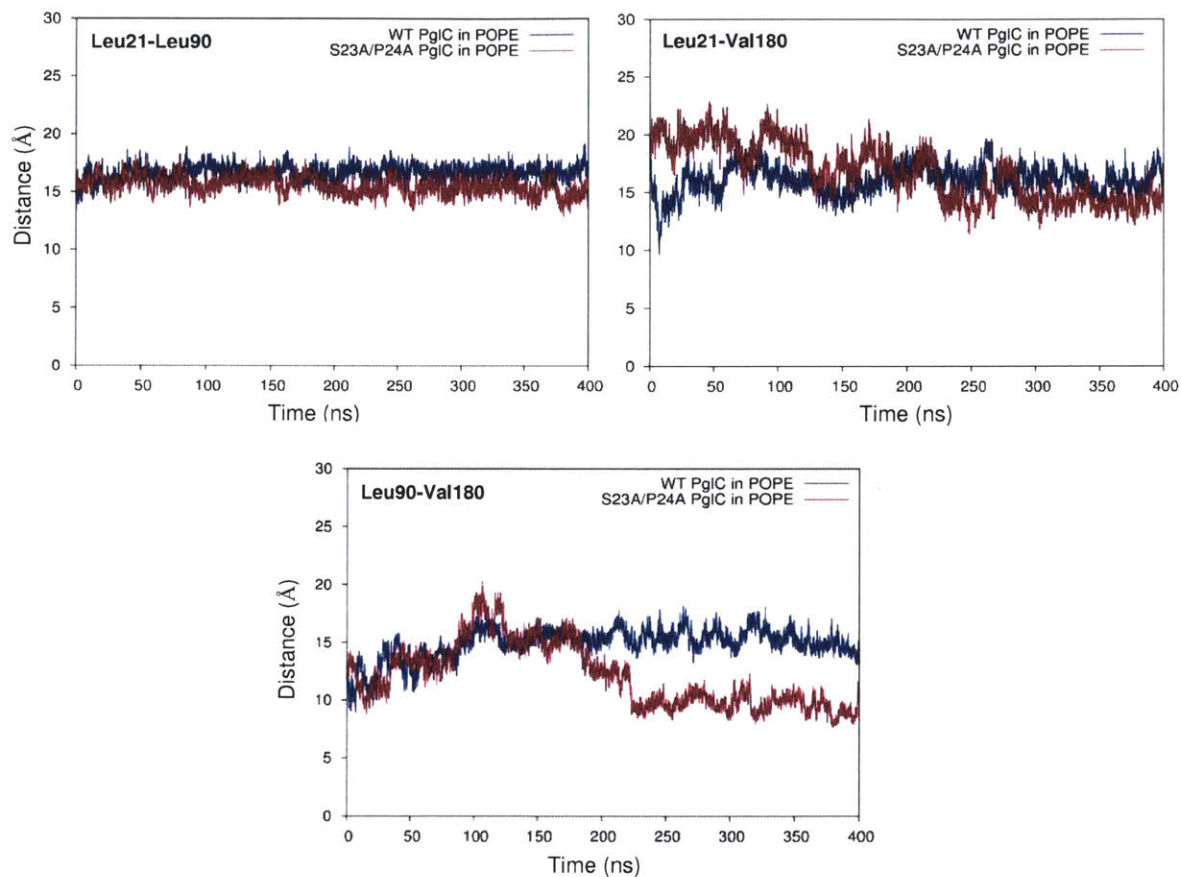 Leu21-Leu90
WT PglC in POPE
S23A/P24A PglC in POPE
Distance (Å)
30
25
20
15
10
5
0
0 50 100 150 200 250 300 350 400
Time (ns)
Leu21-Val180
WT PglC in POPE
S23A/P24A PglC in POPE
30
25
20
15
10
5
0
0 50 100 150 200 250 300 350 400
Time (ns)
Leu90-Val180
WT PglC in POPE
S23A/P24A PglC in POPE
Distance (Å)
30
25
20
15
10
5
0
0 50 100 150 200 250 300 350 400
Time (ns)